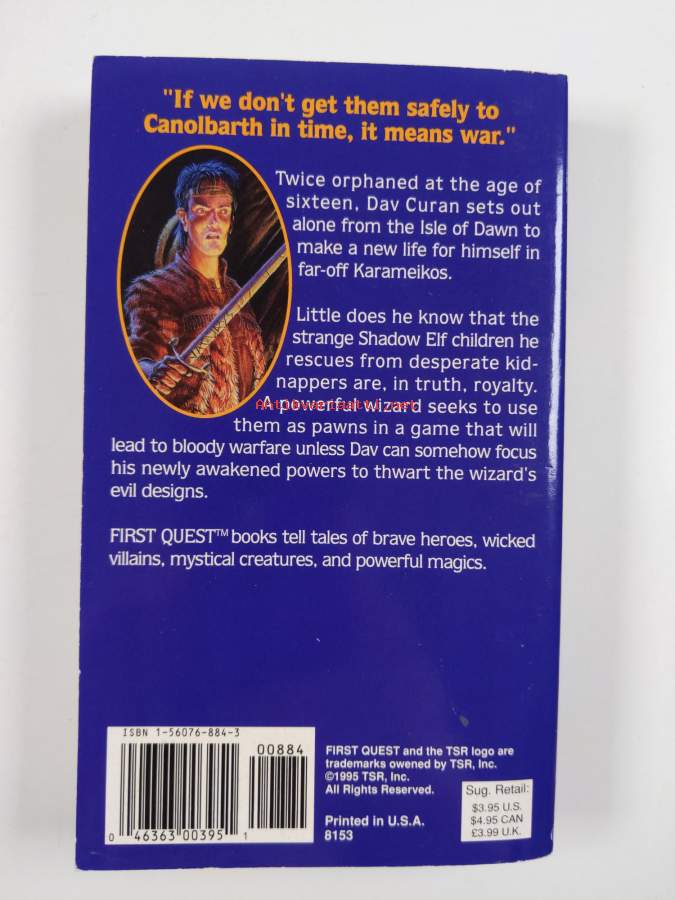 "If we don't get them safely to
Canolbarth in time, it means war."
Twice orphaned at the age of
sixteen, Dav Curan sets out
alone from the Isle of Dawn to
make a new life for himself in
far-off Karameikos.
Little does he know that the
strange Shadow Elf children he
rescues from desperate kid-
nappers are, in truth, royalty.
A powerful wizard seeks to use
Antikvariaatti.net
them as pawns in a game that will
lead to bloody warfare unless Dav can somehow focus
his newly awakened powers to thwart the wizard's
evil designs.
FIRST QUEST™ books tell tales of brave heroes, wicked
villains, mystical creatures, and powerful magics.
ISBN 1-56076-884-3
00884
0 46363 00395 1
FIRST QUEST and the TSR logo are
trademarks owened by TSR, Inc.
©1995 TSR, Inc.
All Rights Reserved.
Printed in U.S.A.
8153
Sug. Retail:
$3.95 U.S.
$4.95 CAN
£3.99 U.K.